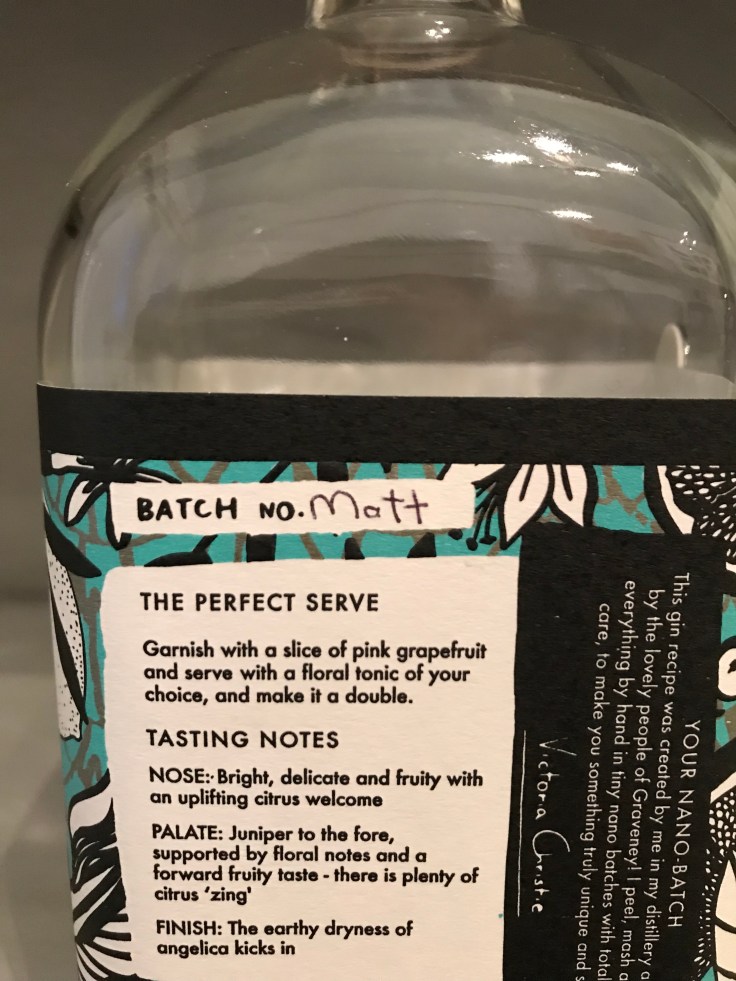 BATCH NO. Matt
THE PERFECT SERVE
Garnish with a slice of pink grapefruit
and serve with a floral tonic of your
choice, and make it a double.
TASTING NOTES
NOSE: Bright, delicate and fruity with
an uplifting citrus welcome
PALATE: Juniper to the fore,
supported by floral notes and a
forward fruity taste - there is plenty of
citrus 'zing'
FINISH: The earthy dryness of
angelica kicks in
YOUR NANO-BATCH
This gin recipe was created by me in my distillery a
by the lovely people of Graveney! I peel, mash a
everything by hand in tiny nano batches with total
care, to make you something truly unique and s
Victoria Christie